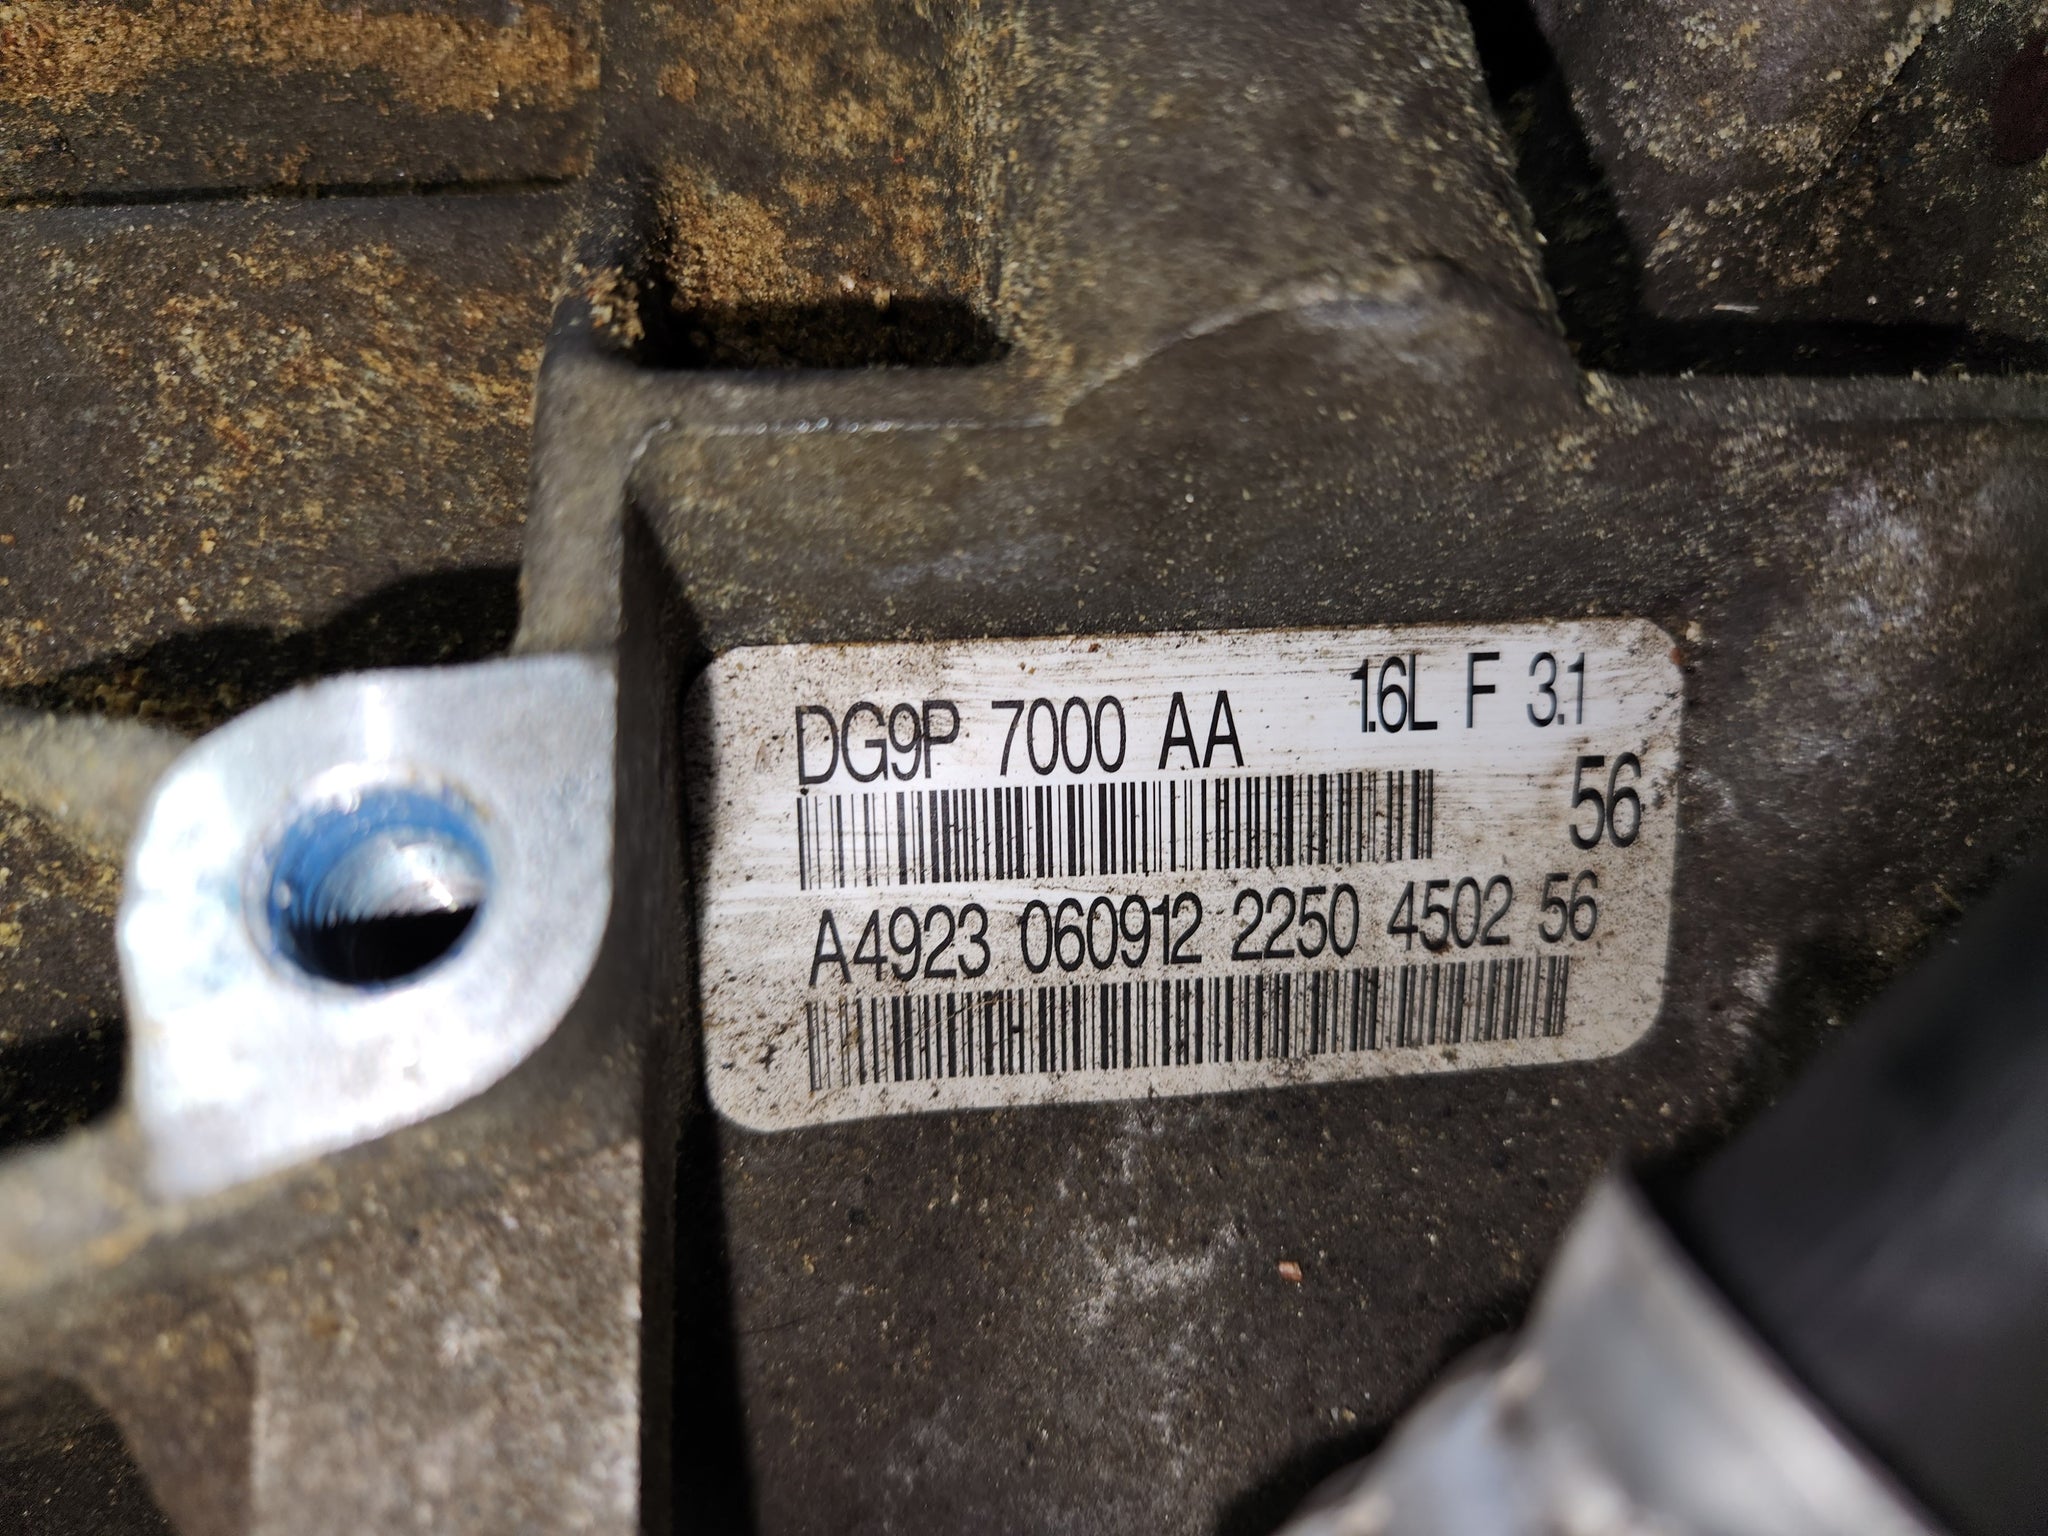 DG9P 7000 AA 1.6L F 3.1
56
A4923 060912 2250 4502 56